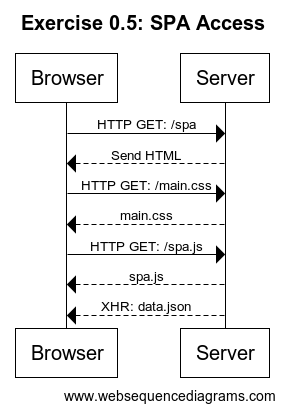 Exercise 0.5: SPA Access
Browser Server
HTTP GET: /spa
Send HTML
HTTP GET: /main.css
main.css
HTTP GET: /spa.js
spa.js
XHR: data.json
Browser Server
www.websequencediagrams.com